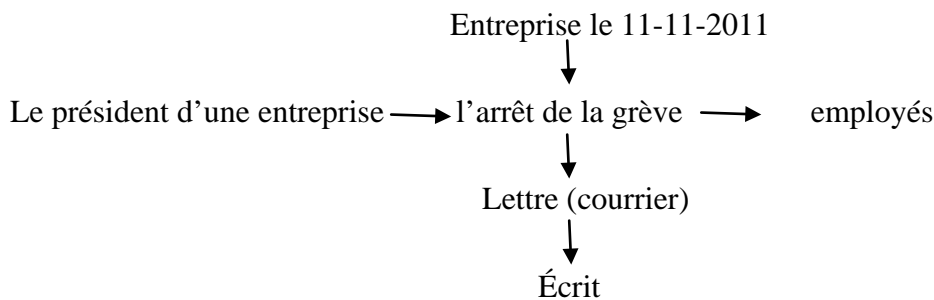 Entreprise le 11-11-2011
Le président d’une entreprise l’arrêt de la grève employés
Lettre (courrier)
Écrit